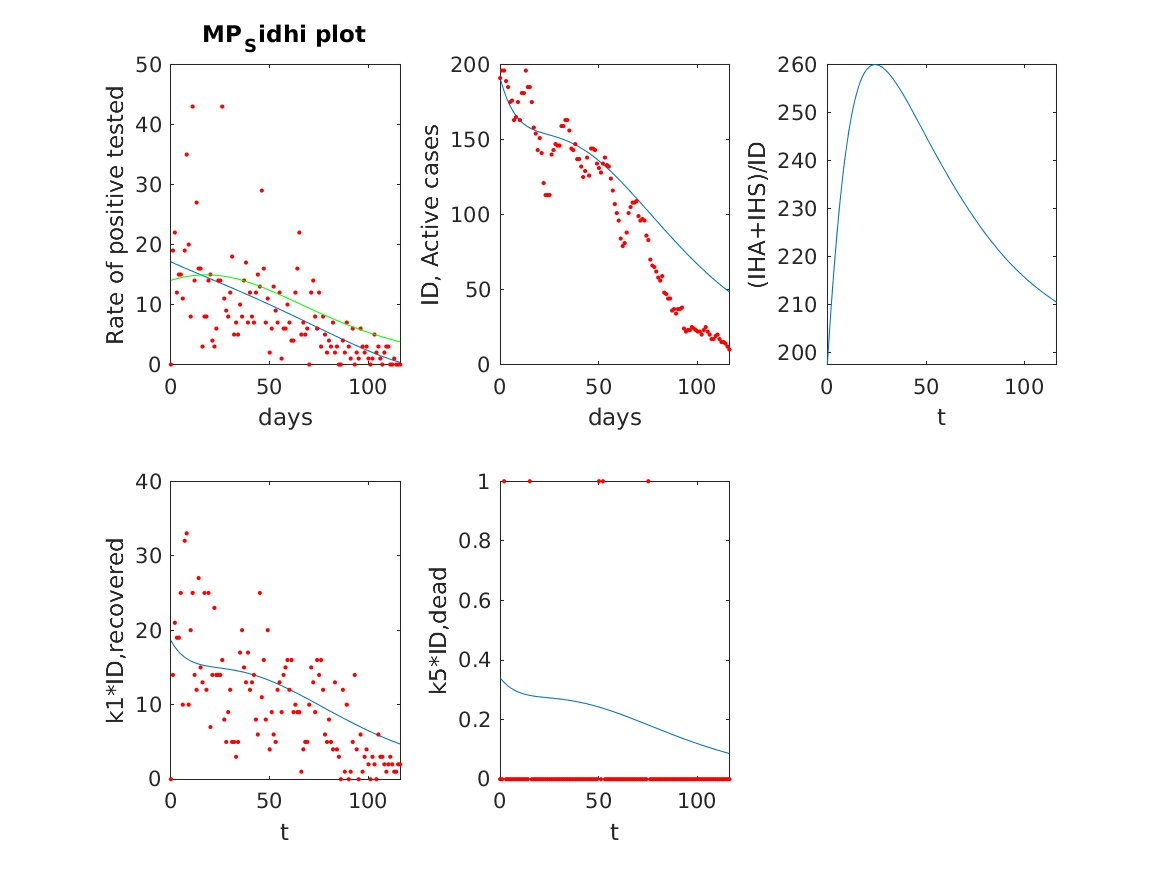 MP_Sidhi plot
50
40
30
20
10
0
Rate of positive tested
0 50 100
days
200
150
100
50
0
ID, Active cases
0 50 100
days
260
250
240
230
220
210
200
(IHA+IHS)/ID
0 50 100
t
40
30
20
10
0
k1*ID,recovered
0 50 100
t
1
0.8
0.6
0.4
0.2
0
k5*ID,dead
0 50 100
t